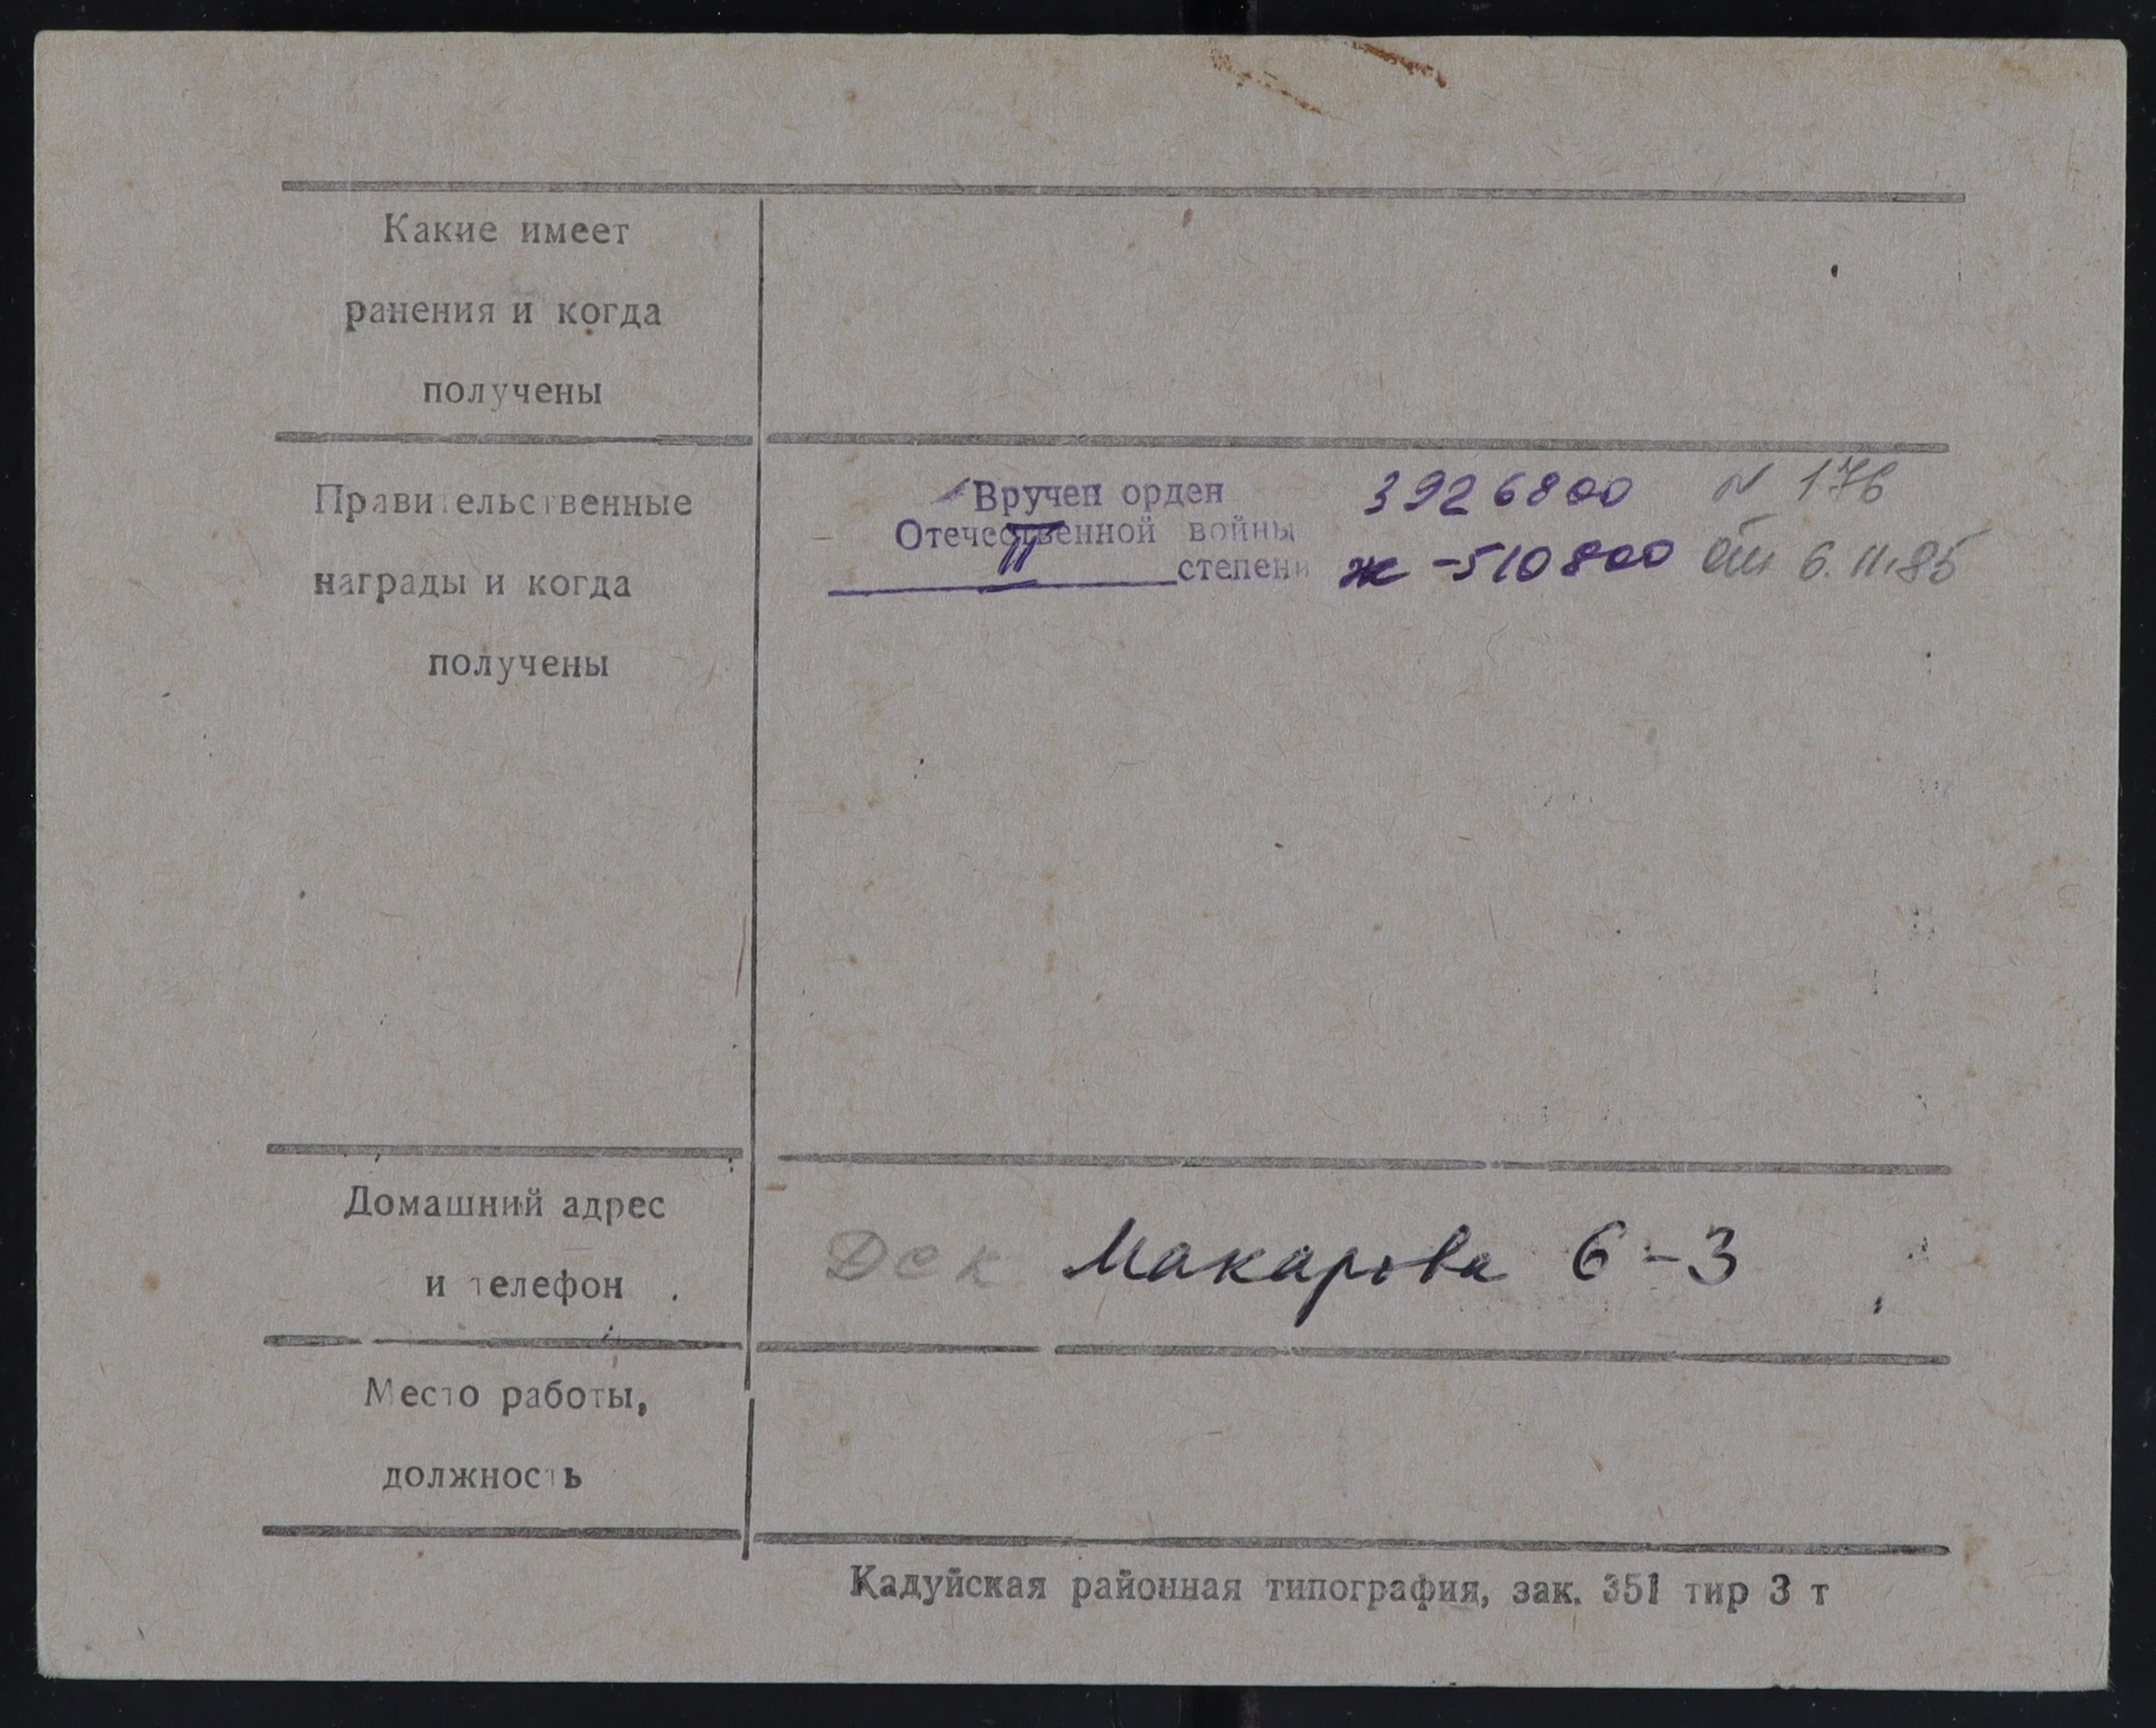 Какие имеет
ранения и когда
получены
Правительственные
награды и когда
получены
Вручен орден
Отечественной войны
II степени
3926800 N 176
Ж-510800 от 6.11.85
Домашний адрес
и телефон
Дск Макарова 6-3
Место работы,
должность
Кадуйская районная типография, зак. 351 тир 3 т